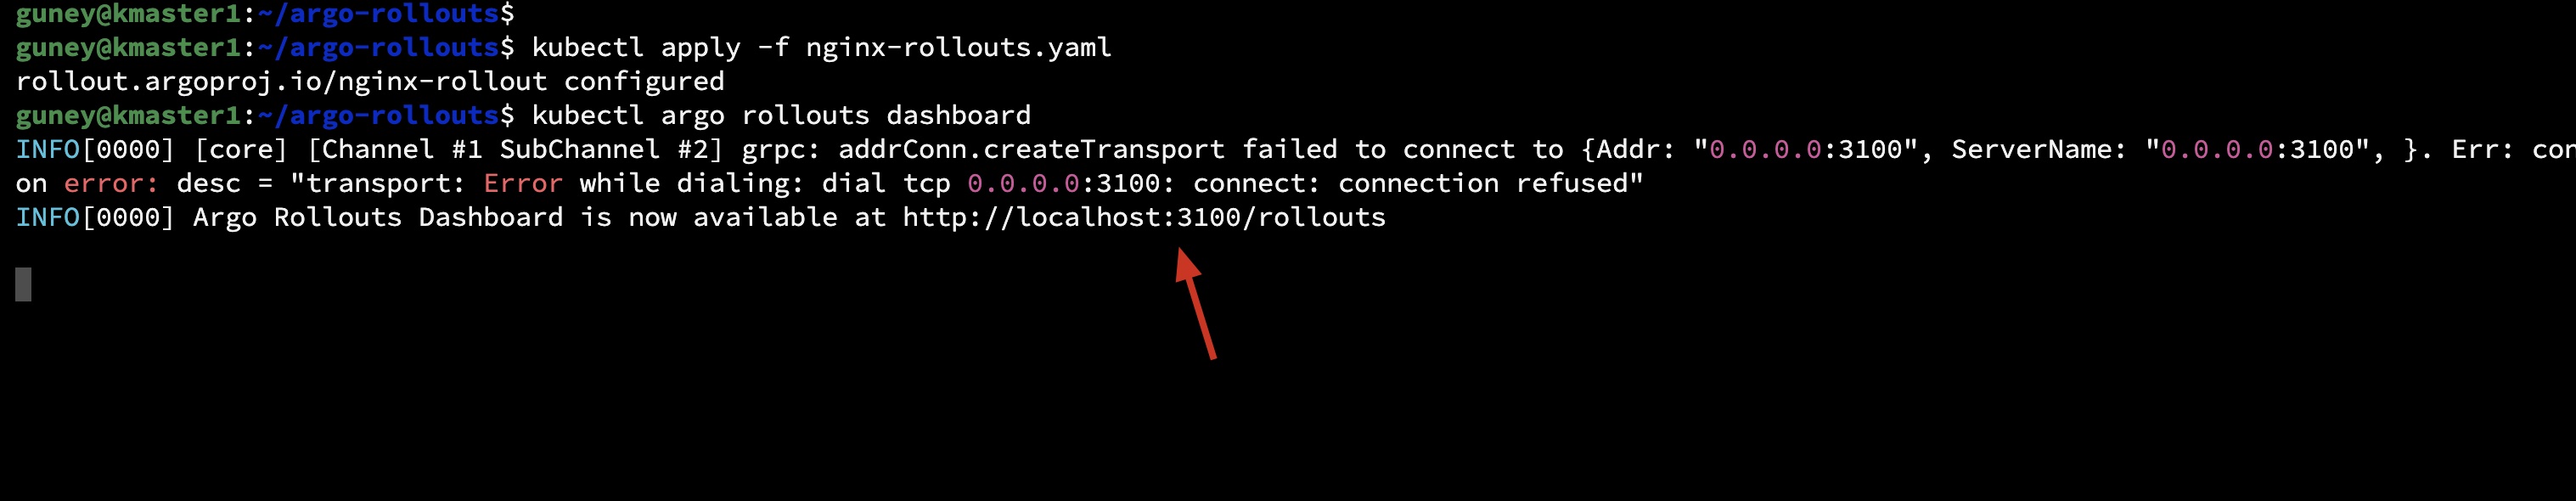 guney@kmaster1:~/argo-rollouts$
guney@kmaster1:~/argo-rollouts$ kubectl apply -f nginx-rollouts.yaml
rollout.argoproj.io/nginx-rollout configured
guney@kmaster1:~/argo-rollouts$ kubectl argo rollouts dashboard
INFO[0000] [core] [Channel #1 SubChannel #2] grpc: addrConn.createTransport failed to connect to {Addr: "0.0.0.0:3100", ServerName: "0.0.0.0:3100", }. Err: con
on error: desc = "transport: Error while dialing: dial tcp 0.0.0.0:3100: connect: connection refused"
INFO[0000] Argo Rollouts Dashboard is now available at http://localhost:3100/rollouts